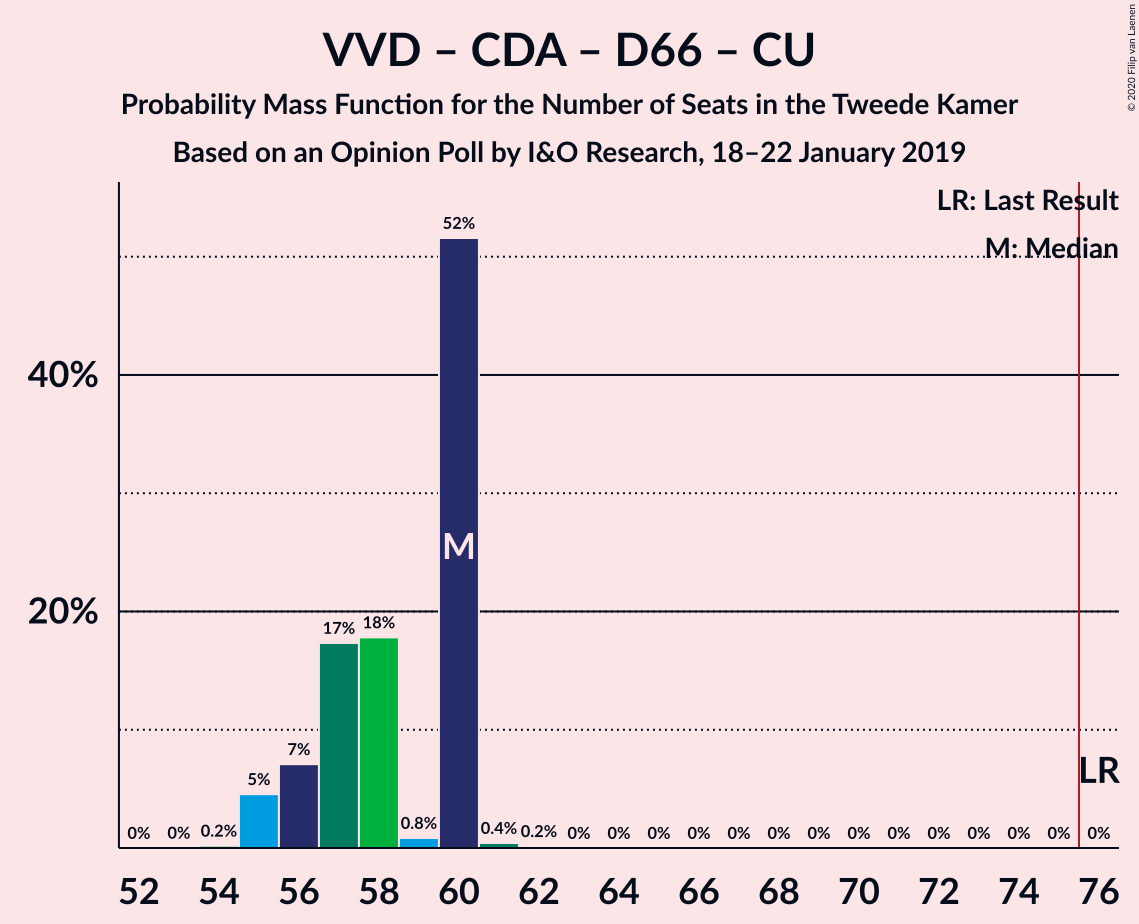 VVD – CDA – D66 – CU
Probability Mass Function for the Number of Seats in the Tweede Kamer
Based on an Opinion Poll by I&O Research, 18–22 January 2019
© 2020 Filip van Laenen
LR: Last Result
M: Median
52%
40%
M
20%
17% 18%
7%
5%
LR
0% 0% 0.2% 0.8% 0.4% 0.2% 0% 0% 0% 0% 0% 0% 0% 0% 0% 0% 0% 0% 0% 0%
52 54 56 58 60 62 64 66 68 70 72 74 76